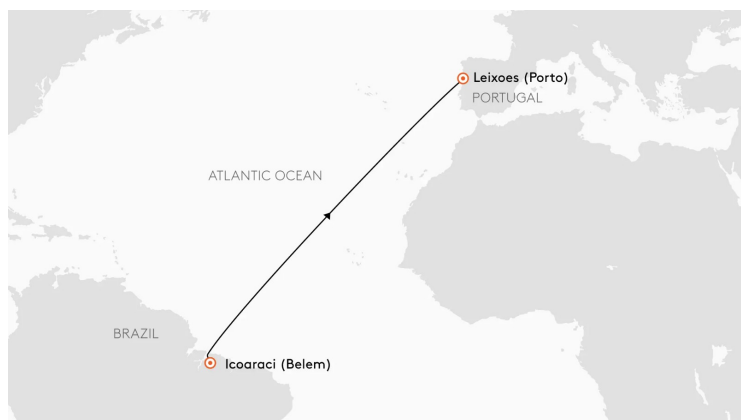 Leixoes (Porto)
PORTUGAL
ATLANTIC OCEAN
BRAZIL
Icoaraci (Belem)